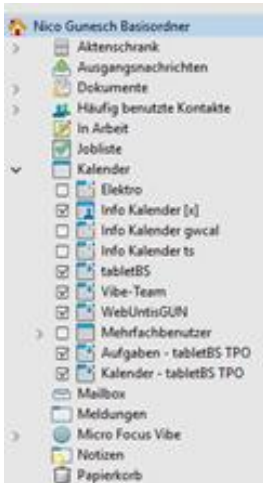 Nico Gunesch Basisordner
Aktenschrank
Ausgangsnachrichten
Dokumente
Häufig benutzte Kontakte
In Arbeit
Jobliste
Kalender
Elektro
Info Kalender [x]
Info Kalender gwcal
Info Kalender ts
tabletBS
Vibe-Team
WebUntisGUN
Mehrfachbenutzer
Aufgaben - tabletBS TPO
Kalender - tabletBS TPO
Mailbox
Meldungen
Micro Focus Vibe
Notizen
Papierkorb